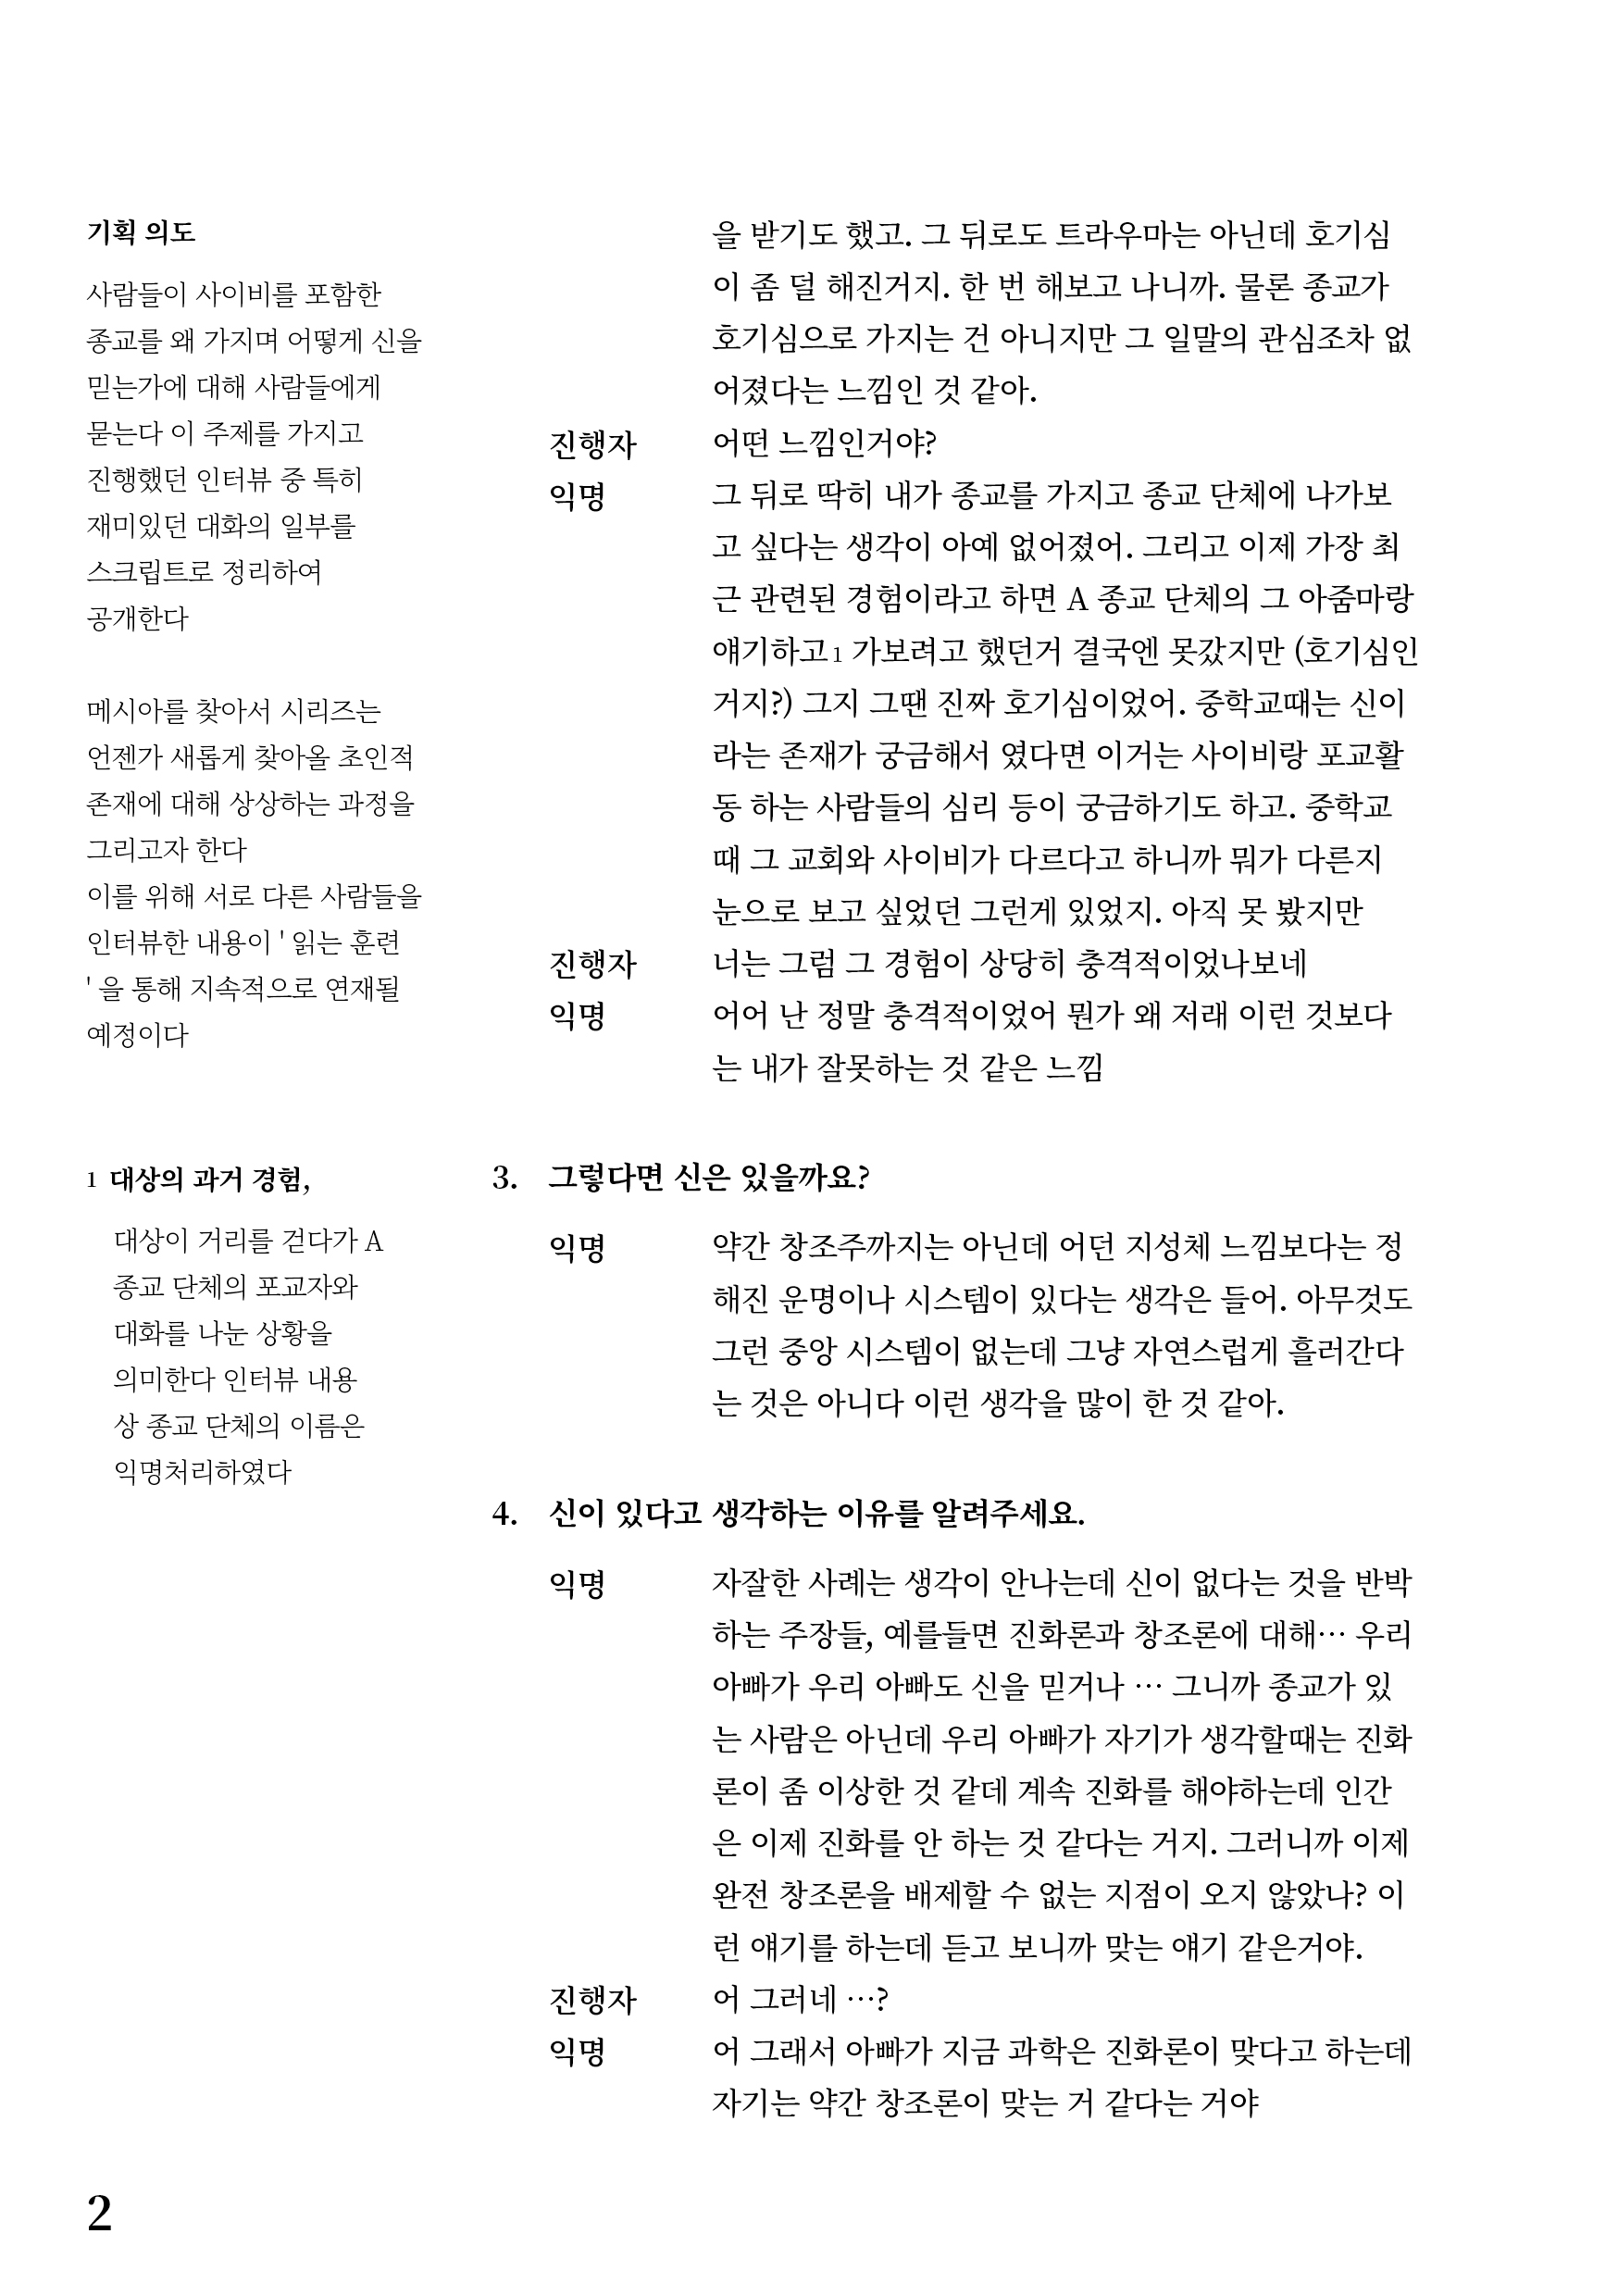 기획 의도
사람들이 사이비를 포함한
종교를 왜 가지며 어떻게 신을
믿는가에 대해 사람들에게
묻는다 이 주제를 가지고
진행했던 인터뷰 중 특히
재미있던 대화의 일부를
스크립트로 정리하여
공개한다
메시아를 찾아서 시리즈는
언젠가 새롭게 찾아올 초인적
존재에 대해 상상하는 과정을
그리고자 한다
이를 위해 서로 다른 사람들을
인터뷰한 내용이 ' 읽는 훈련
' 을 통해 지속적으로 연재될
예정이다
1 대상의 과거 경험,
대상이 거리를 걷다가 A
종교 단체의 포교자와
대화를 나눈 상황을
의미한다 인터뷰 내용
상 종교 단체의 이름은
익명처리하였다
을 받기도 했고. 그 뒤로도 트라우마는 아닌데 호기심
이 좀 덜 해진거지. 한 번 해보고 나니까. 물론 종교가
호기심으로 가지는 건 아니지만 그 일말의 관심조차 없
어졌다는 느낌인 것 같아.
진행자 어떤 느낌인거야?
익명 그 뒤로 딱히 내가 종교를 가지고 종교 단체에 나가보
고 싶다는 생각이 아예 없어졌어. 그리고 이제 가장 최
근 관련된 경험이라고 하면 A 종교 단체의 그 아줌마랑
얘기하고1 가보려고 했던거 결국엔 못갔지만 (호기심인
거지?) 그지 그땐 진짜 호기심이었어. 중학교때는 신이
라는 존재가 궁금해서 였다면 이거는 사이비랑 포교활
동 하는 사람들의 심리 등이 궁금하기도 하고. 중학교
때 그 교회와 사이비가 다르다고 하니까 뭐가 다른지
눈으로 보고 싶었던 그런게 있었지. 아직 못 봤지만
진행자 너는 그럼 그 경험이 상당히 충격적이었나보네
익명 어어 난 정말 충격적이었어 뭔가 왜 저래 이런 것보다
는 내가 잘못하는 것 같은 느낌
3. 그렇다면 신은 있을까요?
익명 약간 창조주까지는 아닌데 어떤 지성체 느낌보다는 정
해진 운명이나 시스템이 있다는 생각은 들어. 아무것도
그런 중앙 시스템이 없는데 그냥 자연스럽게 흘러간다
는 것은 아니다 이런 생각을 많이 한 것 같아.
4. 신이 있다고 생각하는 이유를 알려주세요.
익명 자잘한 사례는 생각이 안나는데 신이 없다는 것을 반박
하는 주장들, 예를들면 진화론과 창조론에 대해… 우리
아빠가 우리 아빠도 신을 믿거나 … 그니까 종교가 있
는 사람은 아닌데 우리 아빠가 자기가 생각할때는 진화
론이 좀 이상한 것 같데 계속 진화를 해야하는데 인간
은 이제 진화를 안 하는 것 같다는 거지. 그러니까 이제
완전 창조론을 배제할 수 없는 지점이 오지 않았나? 이
런 얘기를 하는데 듣고 보니까 맞는 얘기 같은거야.
진행자 어 그러네 …?
익명 어 그래서 아빠가 지금 과학은 진화론이 맞다고 하는데
자기는 약간 창조론이 맞는 거 같다는 거야
2